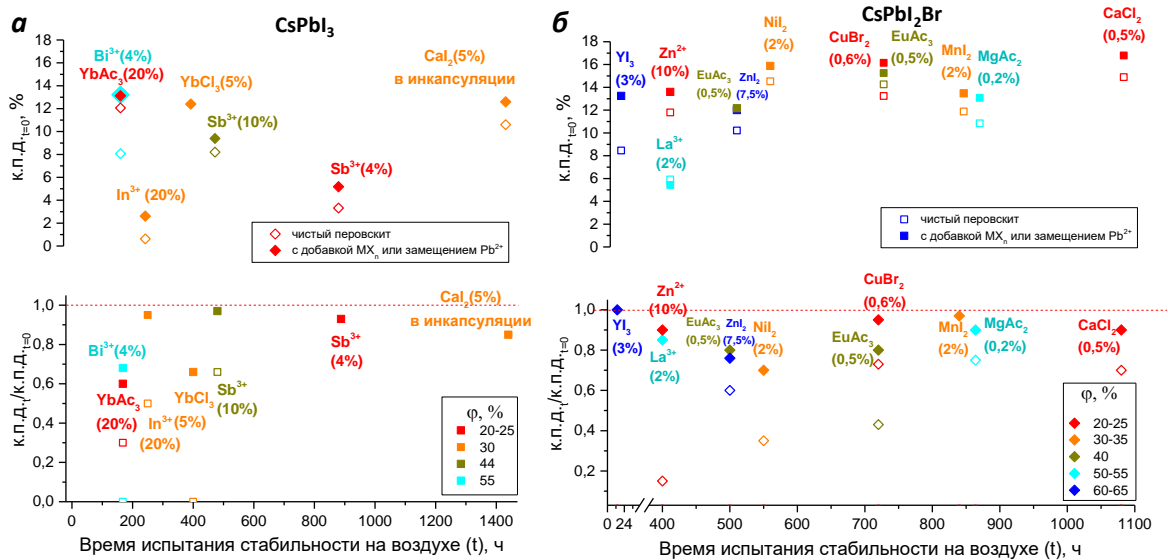 а
CsPbI₃
18
16
14
12
10
8
6
4
2
0
к.п.д.t=0, %
Bi³⁺(4%)
YbAc₃(20%)
YbCl₃(5%)
Sb³⁺(10%)
In³⁺(20%)
Sb³⁺(4%)
CaI₂(5%)
в инкапсуляции
чистый перовскит
с добавкой MXₙ или замещением Pb²⁺
1,0
0,8
0,6
0,4
0,2
0,0
к.п.д.t/к.п.д.t=0
Bi³⁺(4%)
YbAc₃
(20%)
In³⁺(5%)
(20%)
YbCl₃
Sb³⁺
(10%)
Sb³⁺
(4%)
CaI₂(5%)
в инкапсуляции
φ, %
20-25
30
44
55
0 200 400 600 800 1000 1200 1400
Время испытания стабильности на воздухе (t), ч
б
CsPbI₂Br
18
16
14
12
10
8
6
4
2
0
к.п.д.t=0, %
YI₃
(3%)
Zn²⁺
(10%)
La³⁺
(2%)
EuAc₃
(0,5%)
ZnI₂
(7,5%)
NiI₂
(2%)
CuBr₂
(0,6%)
EuAc₃
(0,5%)
MnI₂
(2%)
MgAc₂
(0,2%)
CaCl₂
(0,5%)
чистый перовскит
с добавкой MXₙ или замещением Pb²⁺
1,0
0,8
0,6
0,4
0,2
к.п.д.t/к.п.д.t=0
YI₃
(3%)
Zn²⁺
(10%)
La³⁺
(2%)
EuAc₃
(0,5%)
ZnI₂
(7,5%)
NiI₂
(2%)
CuBr₂
(0,6%)
EuAc₃
(0,5%)
MnI₂
(2%)
MgAc₂
(0,2%)
CaCl₂
(0,5%)
φ, %
20-25
30-35
40
50-55
60-65
0 24 400 500 600 700 800 900 1000 1100
Время испытания стабильности на воздухе (t), ч